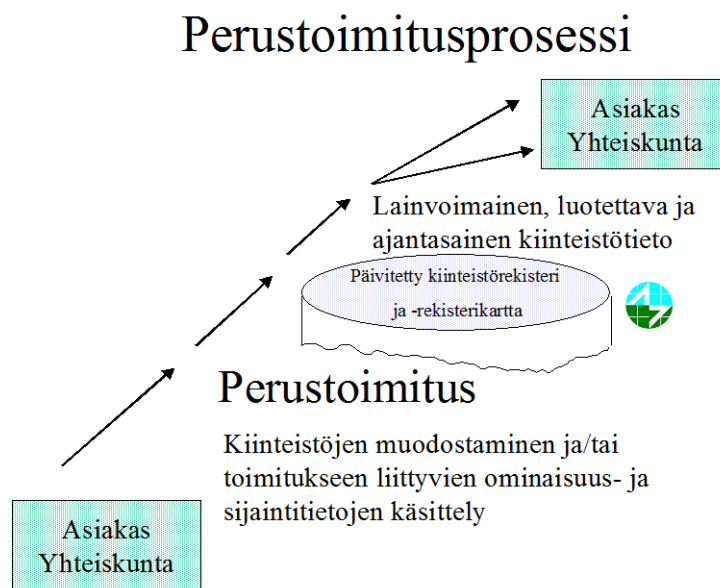 Perustoimitusprosessi
Asiakas
Yhteiskunta
Lainvoimainen, luotettava ja
ajantasainen kiinteistötieto
Päivitetty kiinteistörekisteri
ja -rekisterikartta
Perustoimitus
Kiinteistöjen muodostaminen ja/tai
toimitukseen liittyvien ominaisuus- ja
sijaintitietojen käsittely
Asiakas
Yhteiskunta